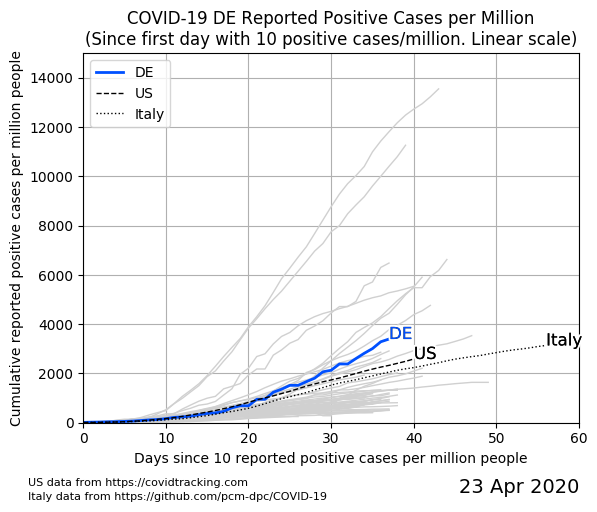 COVID-19 DE Reported Positive Cases per Million
(Since first day with 10 positive cases/million. Linear scale)
Cumulative reported positive cases per million people
14000
12000
10000
8000
6000
4000
2000
0
DE
US
Italy
DE
US
Italy
0 10 20 30 40 50 60
Days since 10 reported positive cases per million people
US data from https://covidtracking.com
Italy data from https://github.com/pcm-dpc/COVID-19
23 Apr 2020